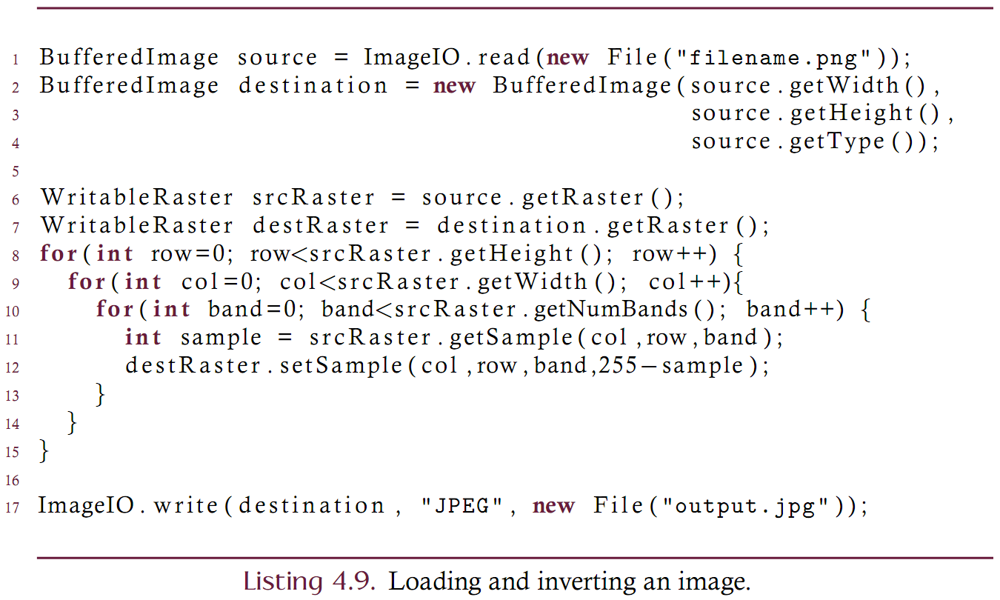 1 BufferedImage source = ImageIO.read(new File("filename.png"));
2 BufferedImage destination = new BufferedImage(source.getWidth(),
3 source.getHeight(),
4 source.getType());
5
6 WritableRaster srcRaster = source.getRaster();
7 WritableRaster destRaster = destination.getRaster();
8 for(int row=0; row<srcRaster.getHeight(); row++) {
9 for(int col=0; col<srcRaster.getWidth(); col++){
10 for(int band=0; band<srcRaster.getNumBands(); band++) {
11 int sample = srcRaster.getSample(col,row,band);
12 destRaster.setSample(col,row,band,255−sample);
13 }
14 }
15 }
16
17 ImageIO.write(destination, "JPEG", new File("output.jpg"));
Listing 4.9. Loading and inverting an image.